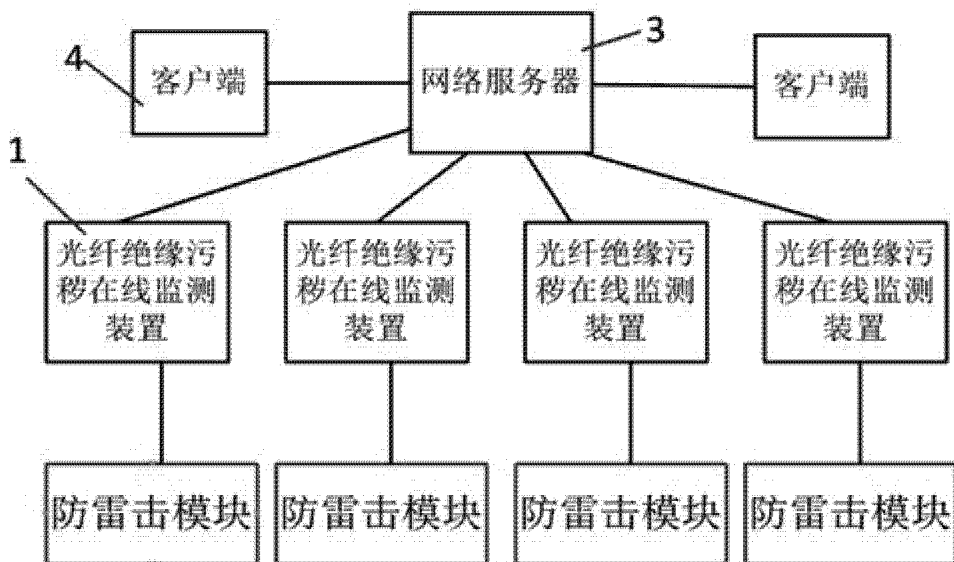 4
客户端
网络服务器
3
客户端
1
光纤绝缘污
秽在线监测
装置
光纤绝缘污
秽在线监测
装置
光纤绝缘污
秽在线监测
装置
光纤绝缘污
秽在线监测
装置
防雷击模块
防雷击模块
防雷击模块
防雷击模块